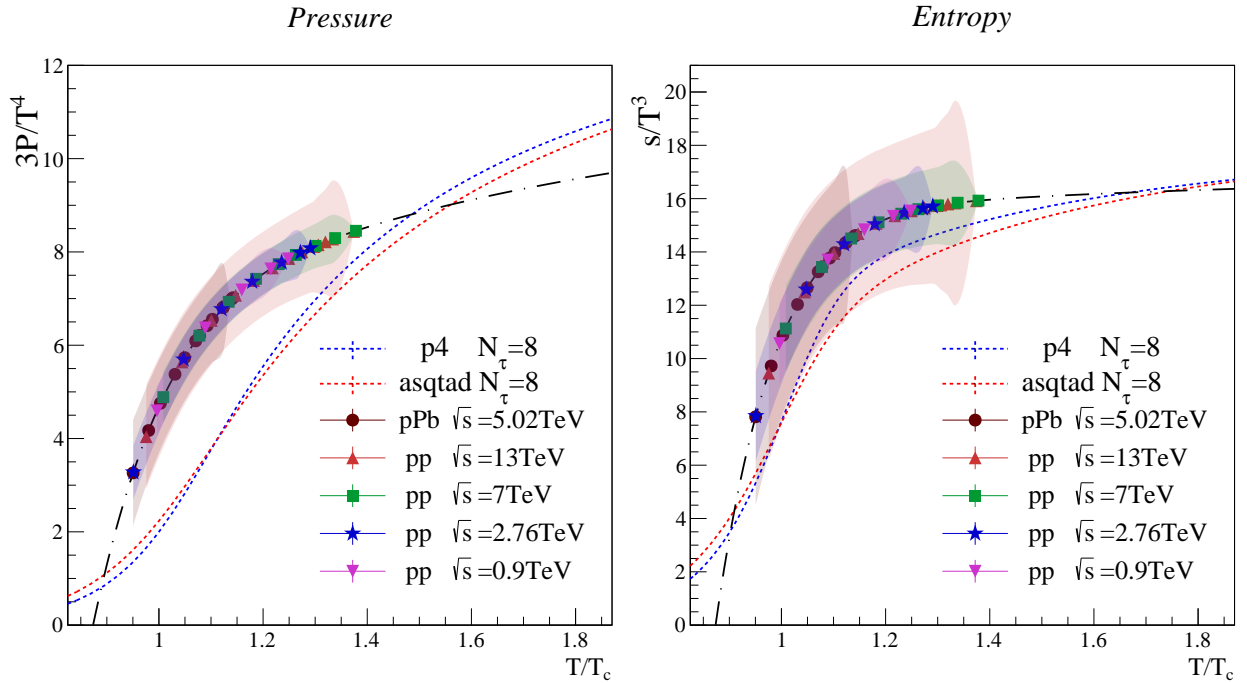 Pressure
3P/T⁴
12
10
8
6
4
2
0
1
1.2
1.4
1.6
1.8
T/T_c
p4 N_τ=8
asqtad N_τ=8
pPb √s =5.02TeV
pp √s =13TeV
pp √s =7TeV
pp √s =2.76TeV
pp √s =0.9TeV
Entropy
s/T³
20
18
16
14
12
10
8
6
4
2
0
1
1.2
1.4
1.6
1.8
T/T_c
p4 N_τ=8
asqtad N_τ=8
pPb √s =5.02TeV
pp √s =13TeV
pp √s =7TeV
pp √s =2.76TeV
pp √s =0.9TeV